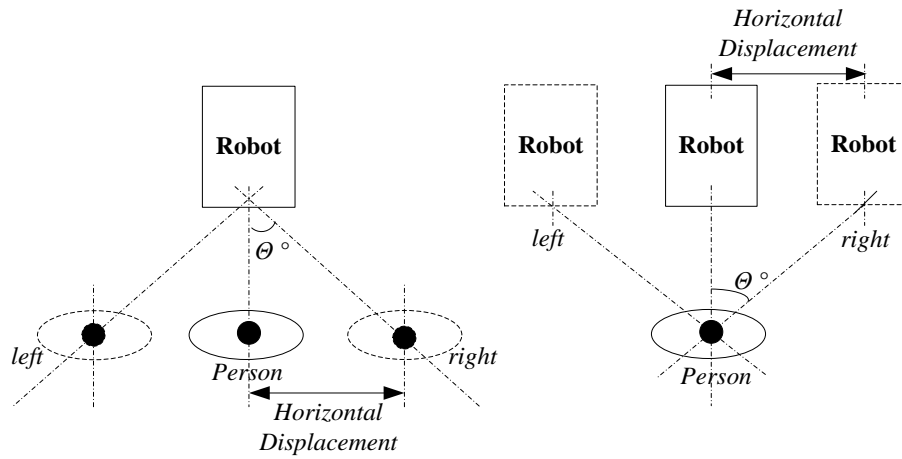 Robot
Θ °
left
Person
right
Horizontal
Displacement
Horizontal
Displacement
Robot
Robot
Robot
left
right
Θ °
Person